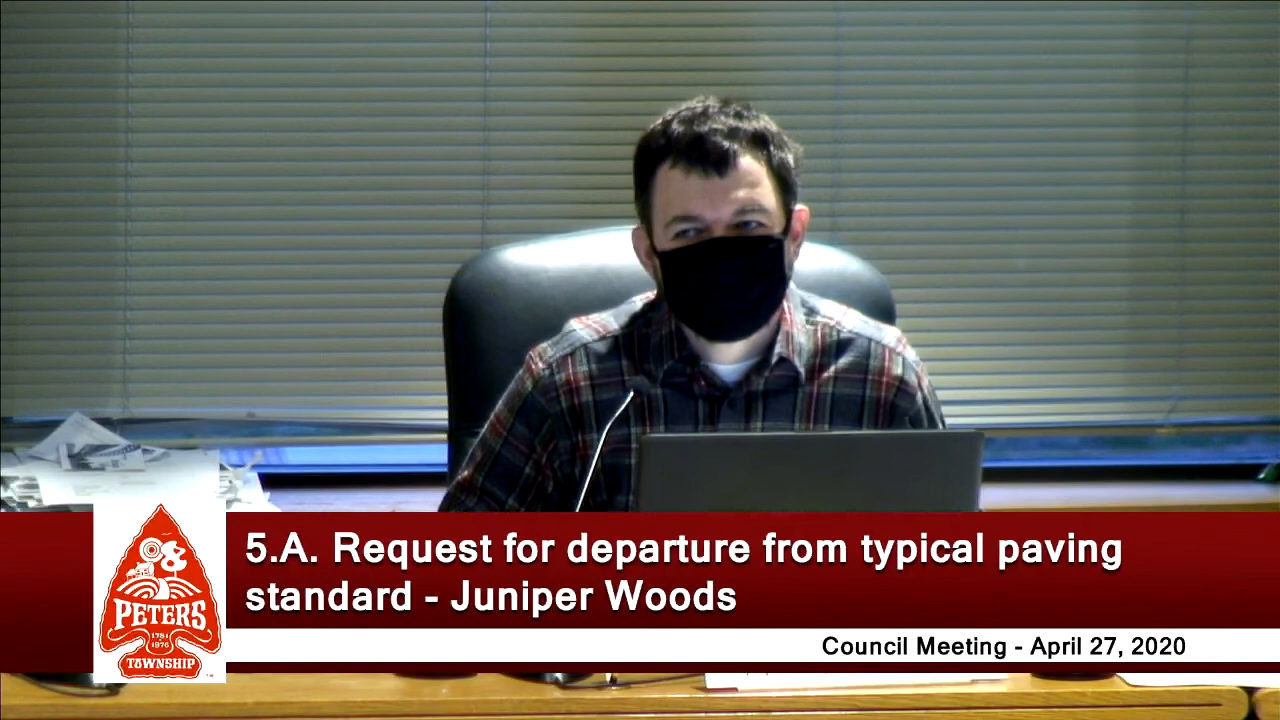 5.A. Request for departure from typical paving
standard - Juniper Woods
Council Meeting - April 27, 2020
PETERS
1781
1976
TOWNSHIP